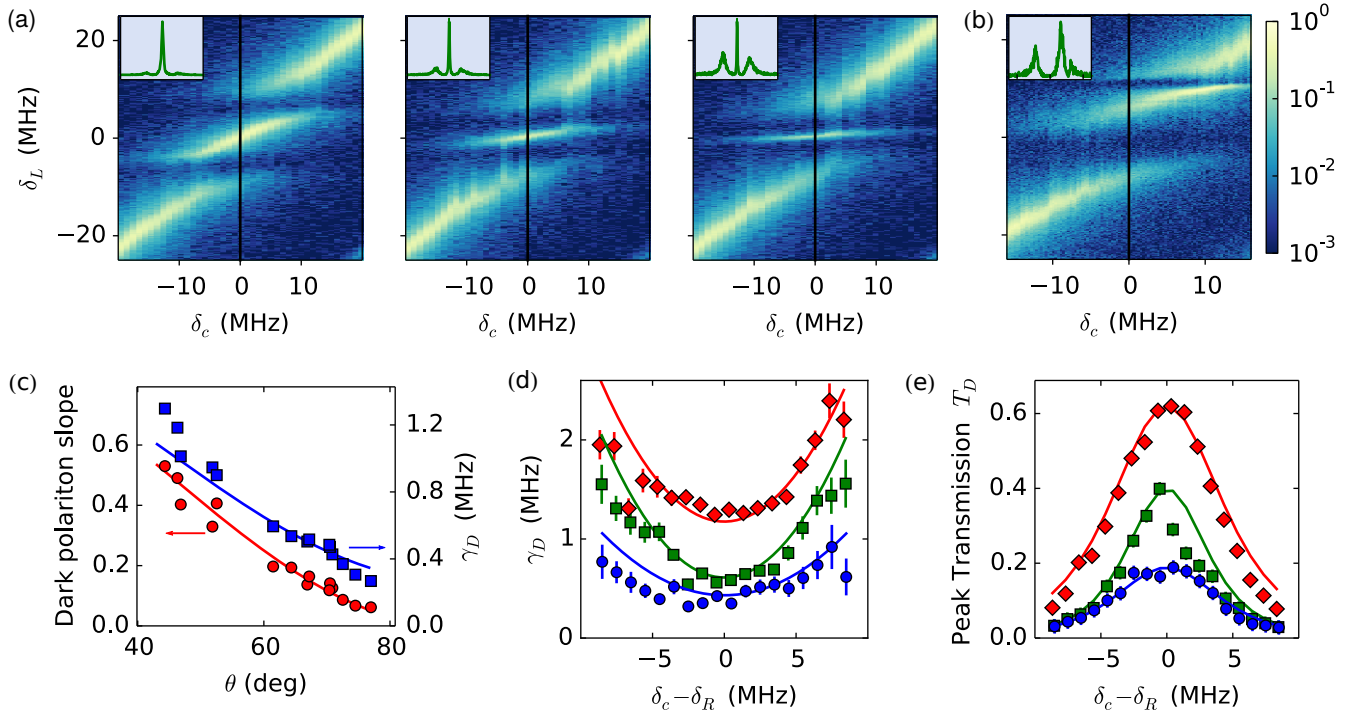 (a)
(b)
20
0
−20
δ_L (MHz)
−10 0 10
δ_c (MHz)
−10 0 10
δ_c (MHz)
−10 0 10
δ_c (MHz)
−10 0 10
δ_c (MHz)
10^0
10^-1
10^-2
10^-3
(c)
Dark polariton slope
0.6
0.4
0.2
0.0
40 60 80
θ (deg)
1.2
0.8
0.4
0.0
γ_D (MHz)
(d)
γ_D
2
1
0
−5 0 5
δ_c−δ_R (MHz)
(e)
Peak Transmission T_D
0.6
0.4
0.2
0.0
−5 0 5
δ_c−δ_R (MHz)